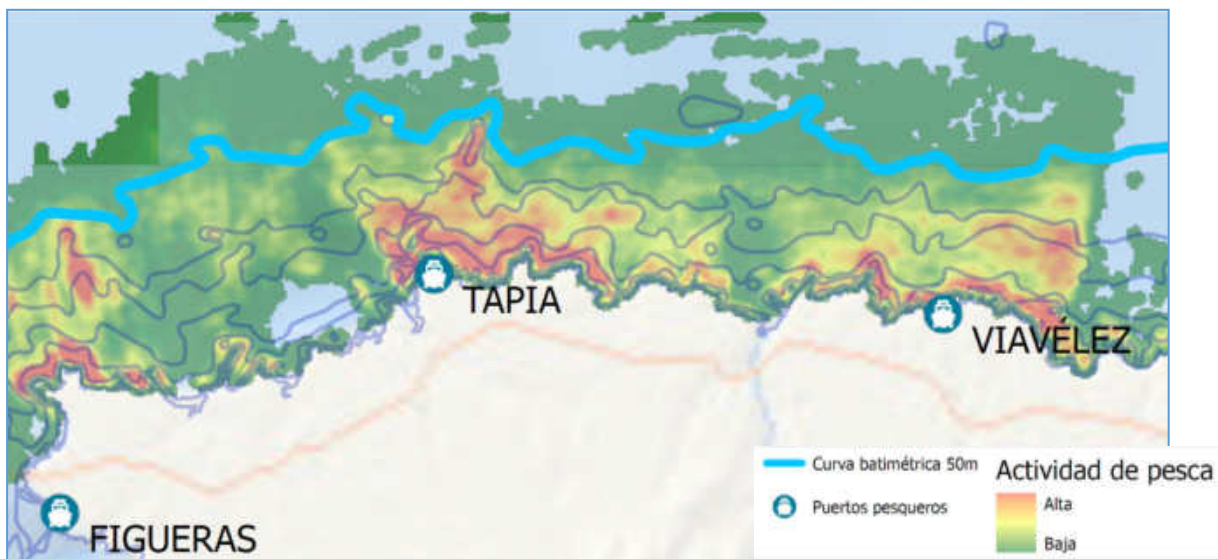 TAPIA
VIAVÉLEZ
FIGUERAS
Curva batimétrica 50m
Puertos pesqueros
Actividad de pesca
Alta
Baja